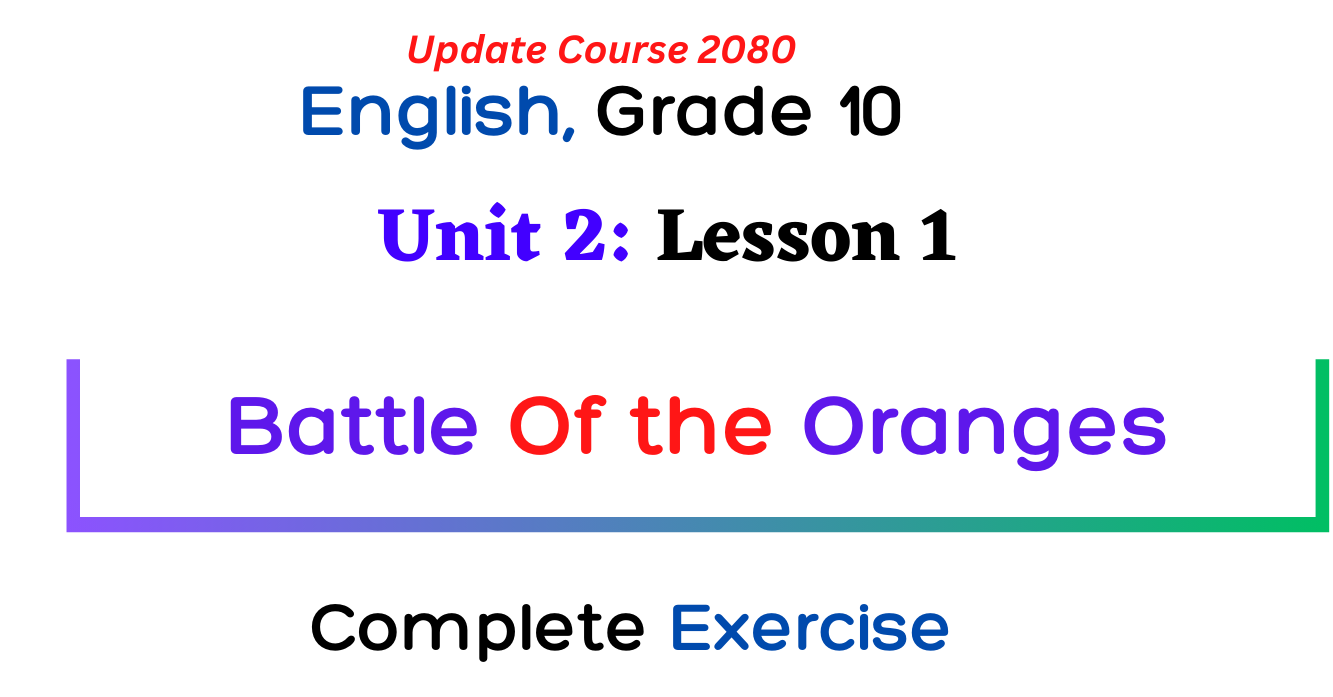 Update Course 2080
English, Grade 10
Unit 2: Lesson 1
Battle Of the Oranges
Complete Exercise